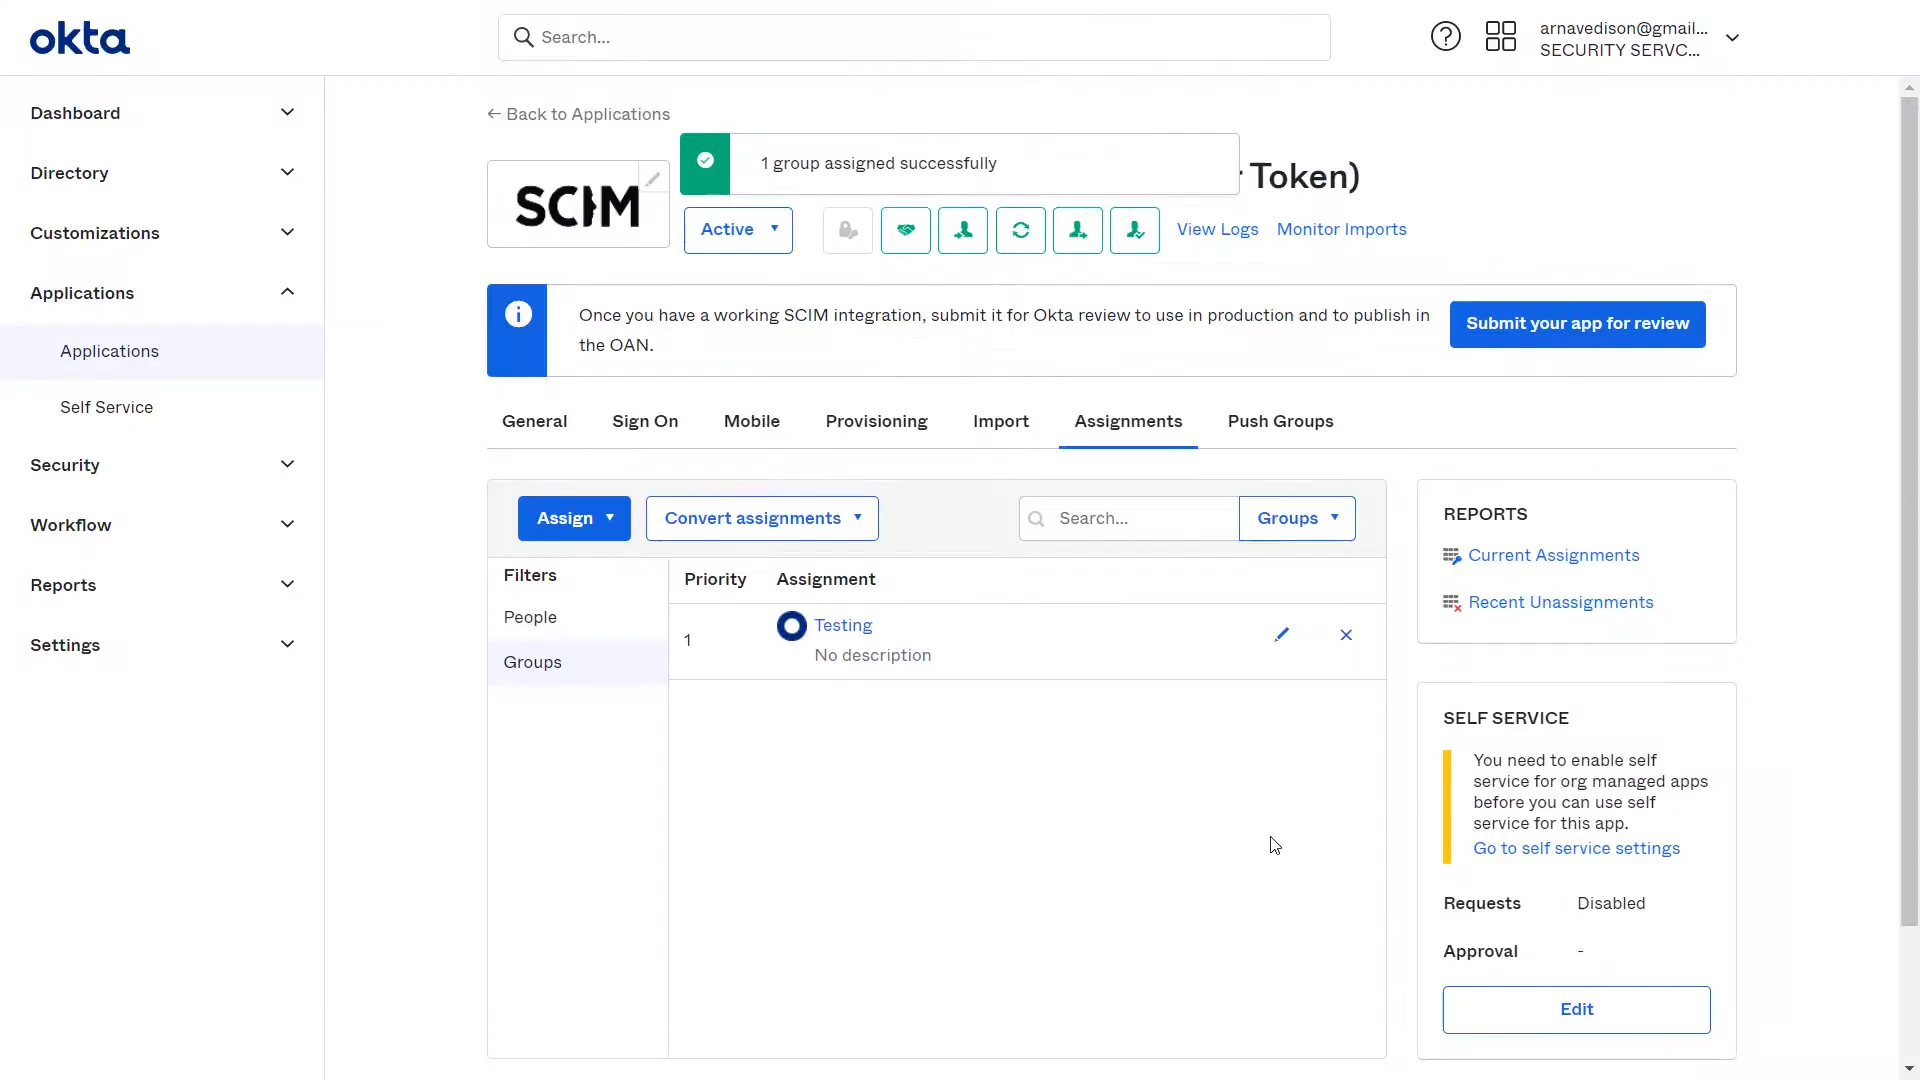 okta
Search...
arnavedison@gmail...
SECURITY SERVC...
Dashboard
Directory
Customizations
Applications
Applications
Self Service
Security
Workflow
Reports
Settings
← Back to Applications
SCIM
1 group assigned successfully
Token)
Active
View Logs
Monitor Imports
Once you have a working SCIM integration, submit it for Okta review to use in production and to publish in
the OAN.
Submit your app for review
General
Sign On
Mobile
Provisioning
Import
Assignments
Push Groups
Assign
Convert assignments
Search...
Groups
Filters
People
Groups
Priority
Assignment
1
Testing
No description
REPORTS
Current Assignments
Recent Unassignments
SELF SERVICE
You need to enable self
service for org managed apps
before you can use self
service for this app.
Go to self service settings
Requests
Disabled
Approval
-
Edit